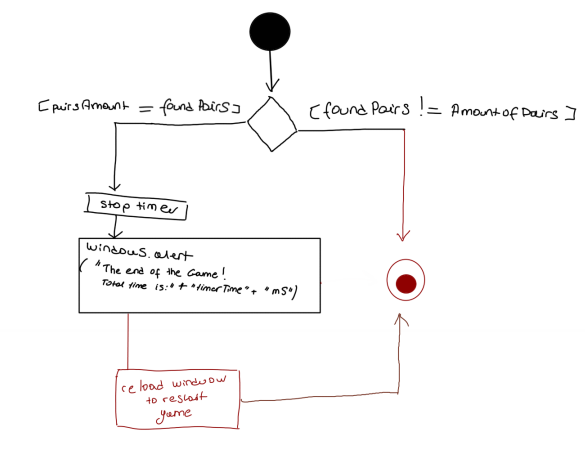 [pairsAmount = foundPairs]
[foundPairs != AmountofPairs]
stop timer
windows.alert
( "The end of the Game!
Total time is:" + "timerTime" + "ms")
reload window
to restart
game